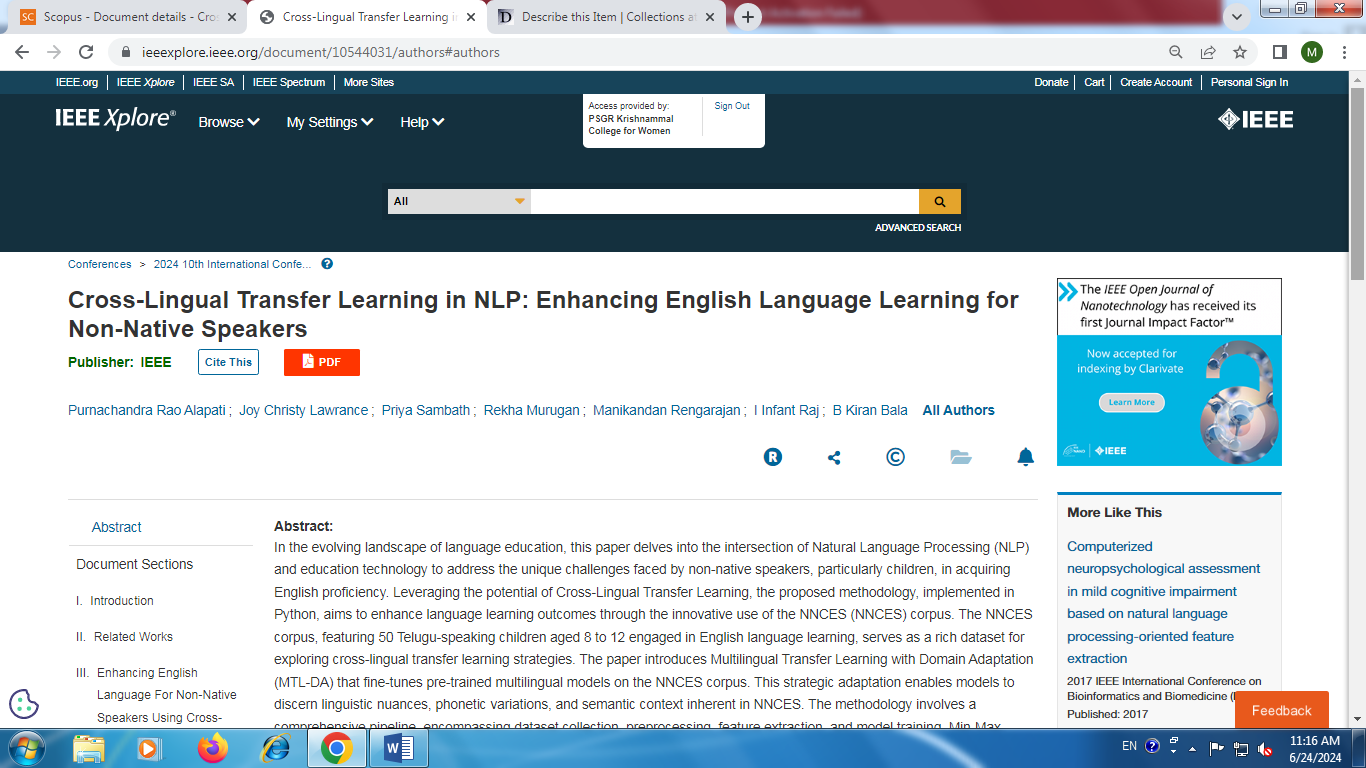 SC Scopus - Document details - Cro
Cross-Lingual Transfer Learning in
Describe this Item | Collections at
ieeexplore.ieee.org/document/10544031/authors#authors
M
IEEE.org
IEEE Xplore
IEEE SA
IEEE Spectrum
More Sites
Donate
Cart
Create Account
Personal Sign In
IEEE Xplore®
Browse
My Settings
Help
Access provided by:
PSGR Krishnammal
College for Women
Sign Out
IEEE
All
ADVANCED SEARCH
Conferences > 2024 10th International Confe...
Cross-Lingual Transfer Learning in NLP: Enhancing English Language Learning for
Non-Native Speakers
Publisher: IEEE
Cite This
PDF
Purnachandra Rao Alapati ; Joy Christy Lawrance ; Priya Sambath ; Rekha Murugan ; Manikandan Rengarajan ; I Infant Raj ; B Kiran Bala All Authors
R
©
Abstract
Document Sections
I. Introduction
II. Related Works
III. Enhancing English
Language For Non-Native
Speakers Using Cross-
Abstract:
In the evolving landscape of language education, this paper delves into the intersection of Natural Language Processing (NLP)
and education technology to address the unique challenges faced by non-native speakers, particularly children, in acquiring
English proficiency. Leveraging the potential of Cross-Lingual Transfer Learning, the proposed methodology, implemented in
Python, aims to enhance language learning outcomes through the innovative use of the NNCES (NNCES) corpus. The NNCES
corpus, featuring 50 Telugu-speaking children aged 8 to 12 engaged in English language learning, serves as a rich dataset for
exploring cross-lingual transfer learning strategies. The paper introduces Multilingual Transfer Learning with Domain Adaptation
(MTL-DA) that fine-tunes pre-trained multilingual models on the NNCES corpus. This strategic adaptation enables models to
discern linguistic nuances, phonetic variations, and semantic context inherent in NNCES. The methodology involves a
comprehensive pipeline, encompassing dataset collection, preprocessing, feature extraction, and model training. Min-Max
The IEEE Open Journal of
Nanotechnology has received its
first Journal Impact Factor™
Now accepted for
indexing by Clarivate
Learn More
IEEE
More Like This
Computerized
neuropsychological assessment
in mild cognitive impairment
based on natural language
processing-oriented feature
extraction
2017 IEEE International Conference on
Bioinformatics and Biomedicine (
Published: 2017
Feedback
EN
11:16 AM
6/24/2024